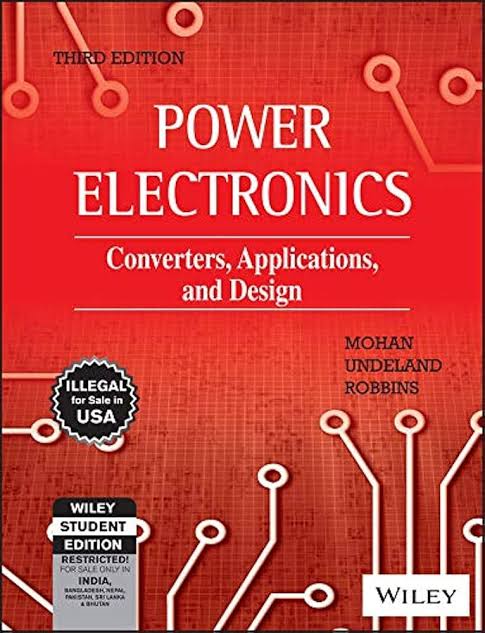 THIRD EDITION
POWER
ELECTRONICS
Converters, Applications,
and Design
MOHAN
UNDELAND
ROBBINS
ILLEGAL
for Sale in
USA
WILEY
STUDENT
EDITION
RESTRICTED!
FOR SALE ONLY IN
INDIA,
BANGLADESH, NEPAL,
PAKISTAN, SRI LANKA
& BHUTAN
WILEY